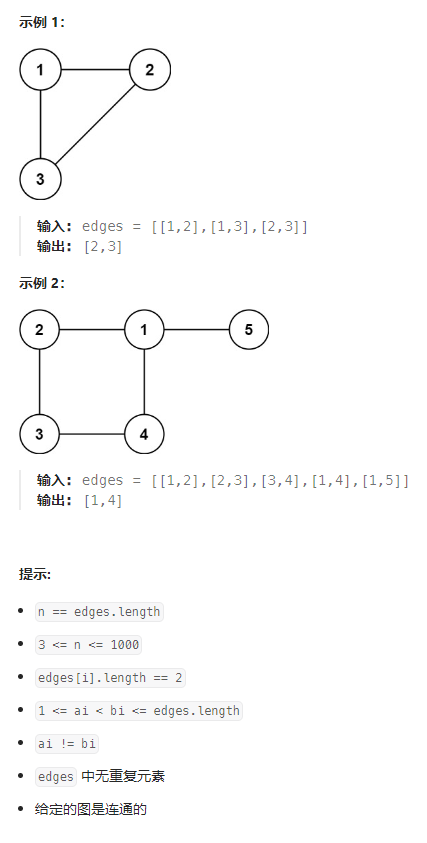 示例 1：
1
2
3
输入：edges = [[1,2],[1,3],[2,3]]
输出：[2,3]
示例 2：
2
1
5
3
4
输入：edges = [[1,2],[2,3],[3,4],[1,4],[1,5]]
输出：[1,4]
提示:
n == edges.length
3 <= n <= 1000
edges[i].length == 2
1 <= ai < bi <= edges.length
ai != bi
edges 中无重复元素
给定的图是连通的